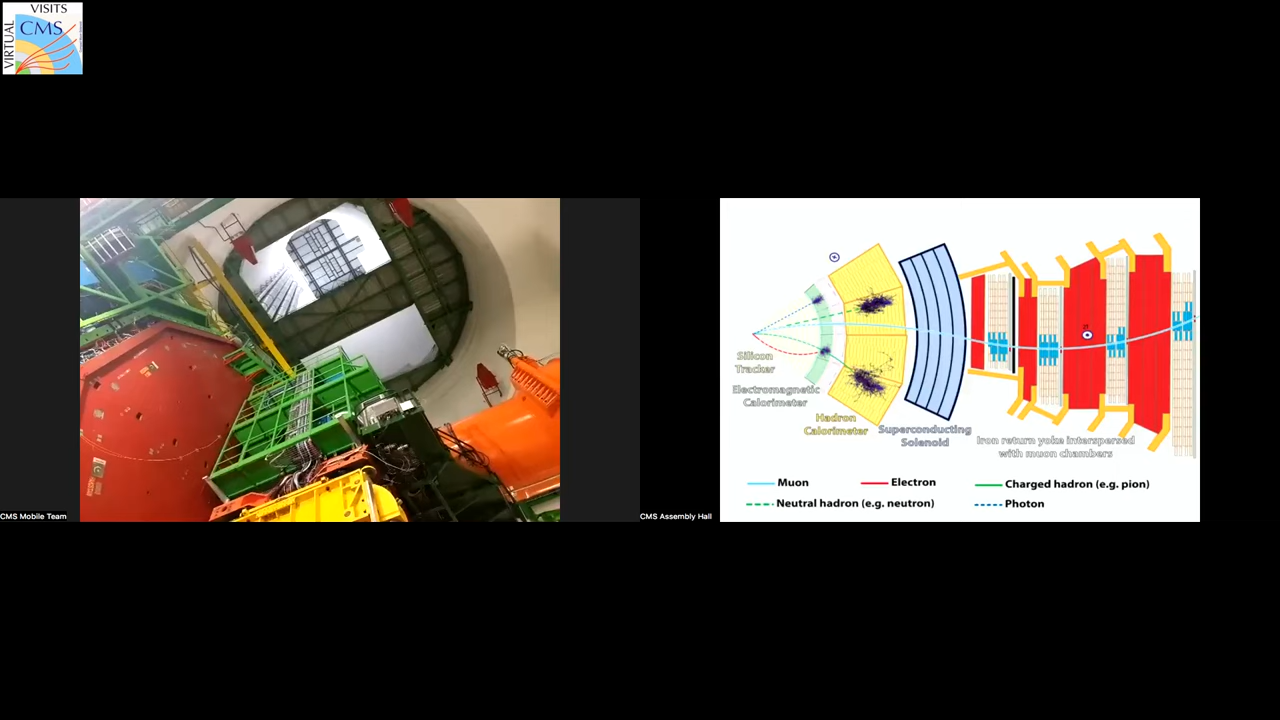 VISITS
CMS
VIRTUAL
Silicon
Tracker
Electromagnetic
Calorimeter
Hadron
Calorimeter
Superconducting
Solenoid
Iron return yoke interspersed
with muon chambers
Muon
Electron
Charged hadron (e.g. pion)
Neutral hadron (e.g. neutron)
Photon
CMS Mobile Team
CMS Assembly Hall